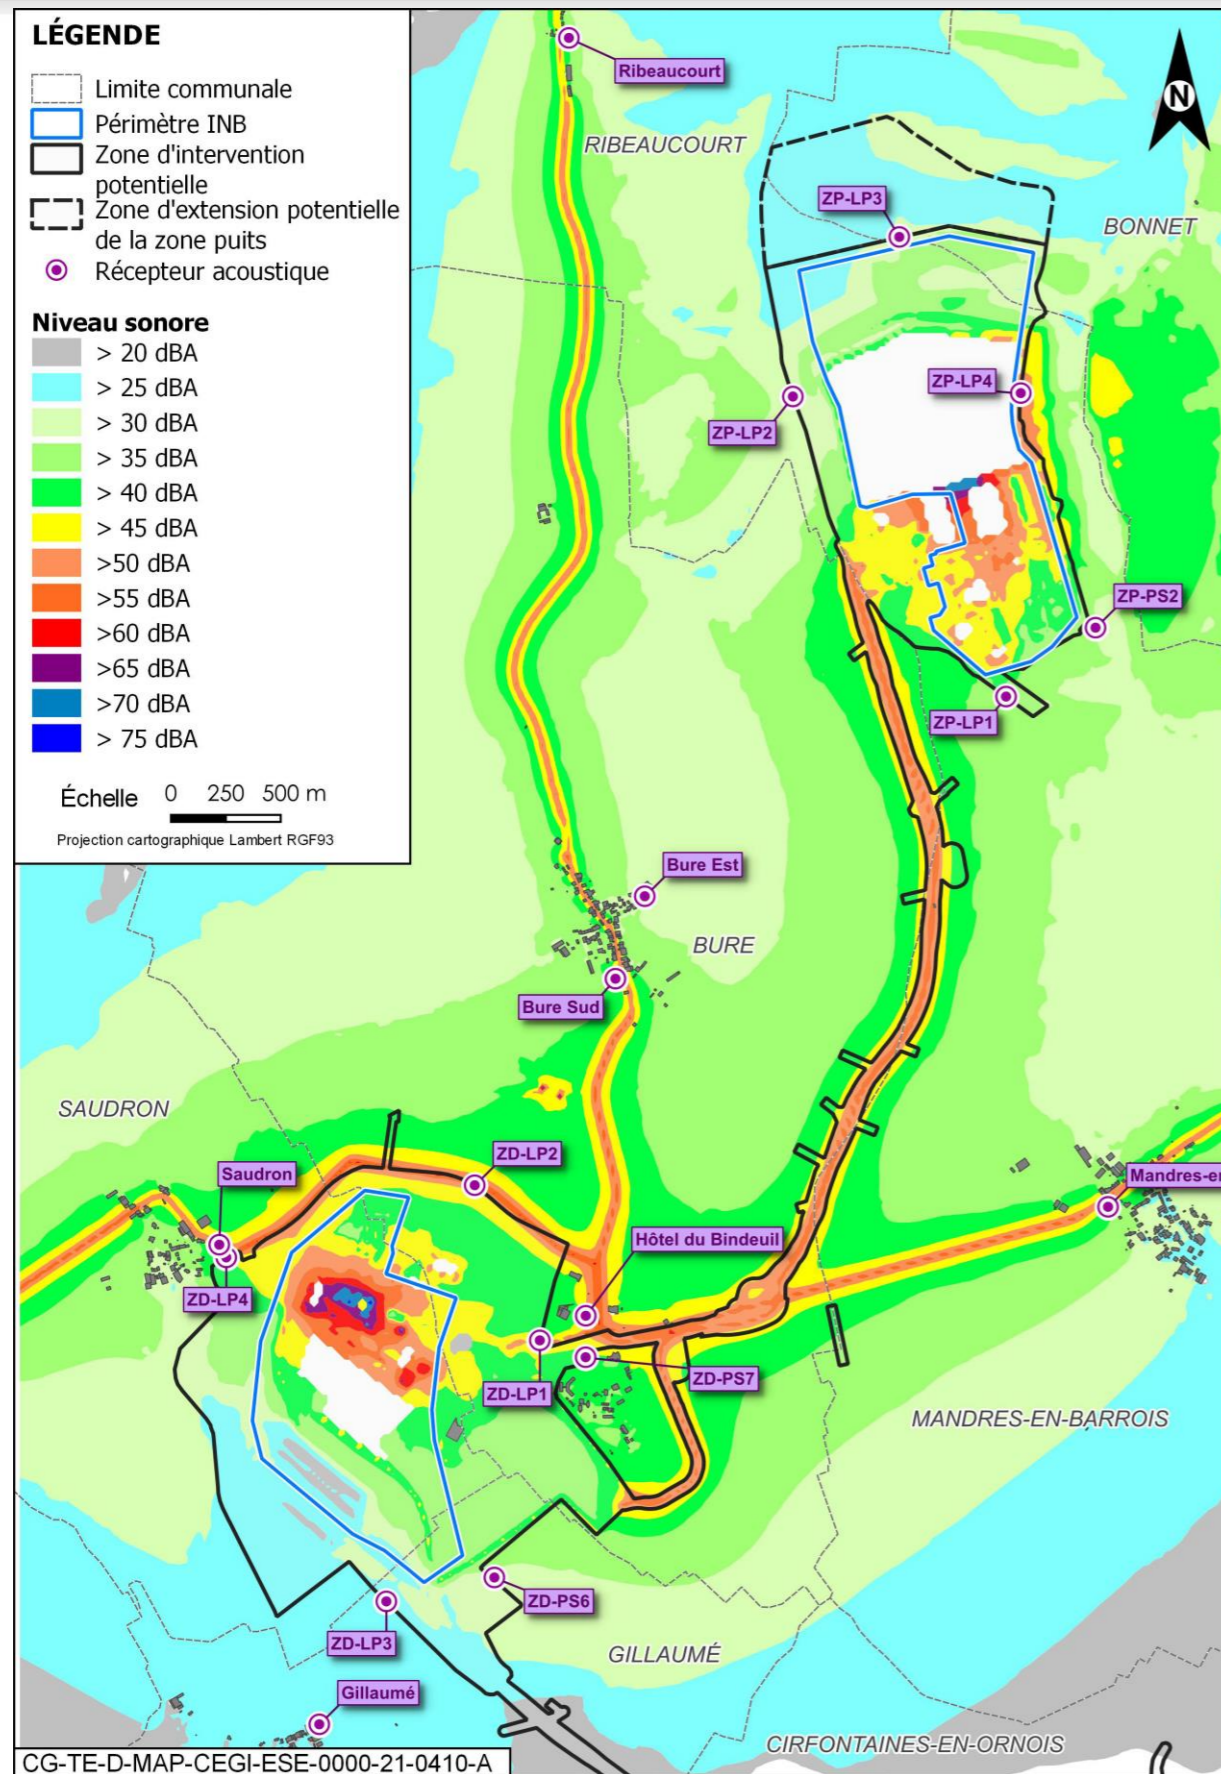 LÉGENDE
Limite communale
Périmètre INB
Zone d'intervention
potentielle
Zone d'extension potentielle
de la zone puits
Récepteur acoustique
Niveau sonore
> 20 dBA
> 25 dBA
> 30 dBA
> 35 dBA
> 40 dBA
> 45 dBA
>50 dBA
>55 dBA
>60 dBA
>65 dBA
>70 dBA
> 75 dBA
Échelle 0 250 500 m
Projection cartographique Lambert RGF93
N
Ribeaucourt
RIBEAUCOURT
ZP-LP3
BONNET
ZP-LP4
ZP-LP2
ZP-PS2
ZP-LP1
Bure Est
BURE
Bure Sud
SAUDRON
ZD-LP2
Saudron
Mandres-en
Hôtel du Bindeuil
ZD-LP4
ZD-LP1
ZD-PS7
MANDRES-EN-BARROIS
ZD-PS6
ZD-LP3
GILLAUMÉ
Gillaumé
CIRFONTAINES-EN-ORNOIS
CG-TE-D-MAP-CEGI-ESE-0000-21-0410-A